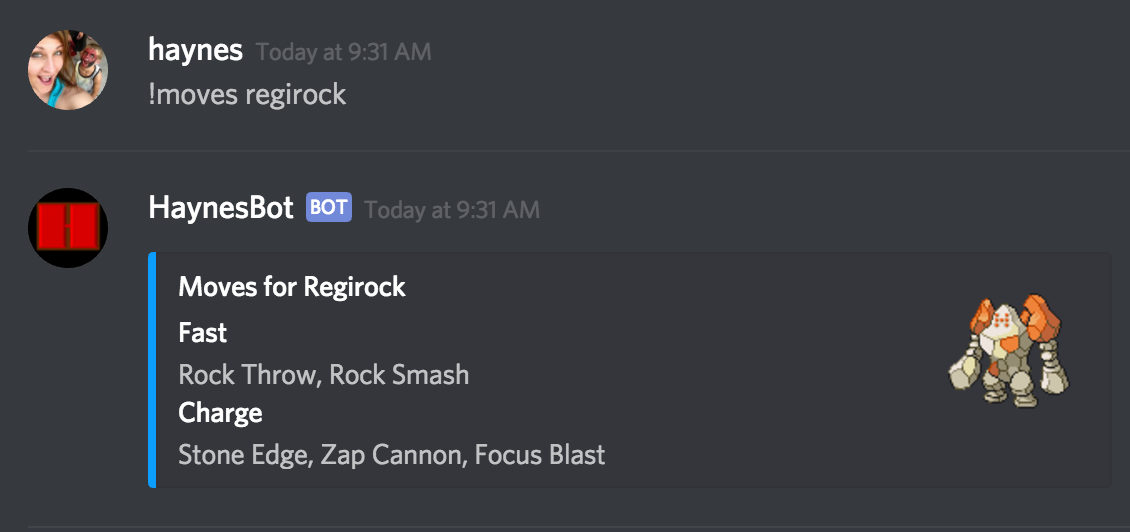 haynes Today at 9:31 AM
!moves regirock
HaynesBot BOT Today at 9:31 AM
Moves for Regirock
Fast
Rock Throw, Rock Smash
Charge
Stone Edge, Zap Cannon, Focus Blast